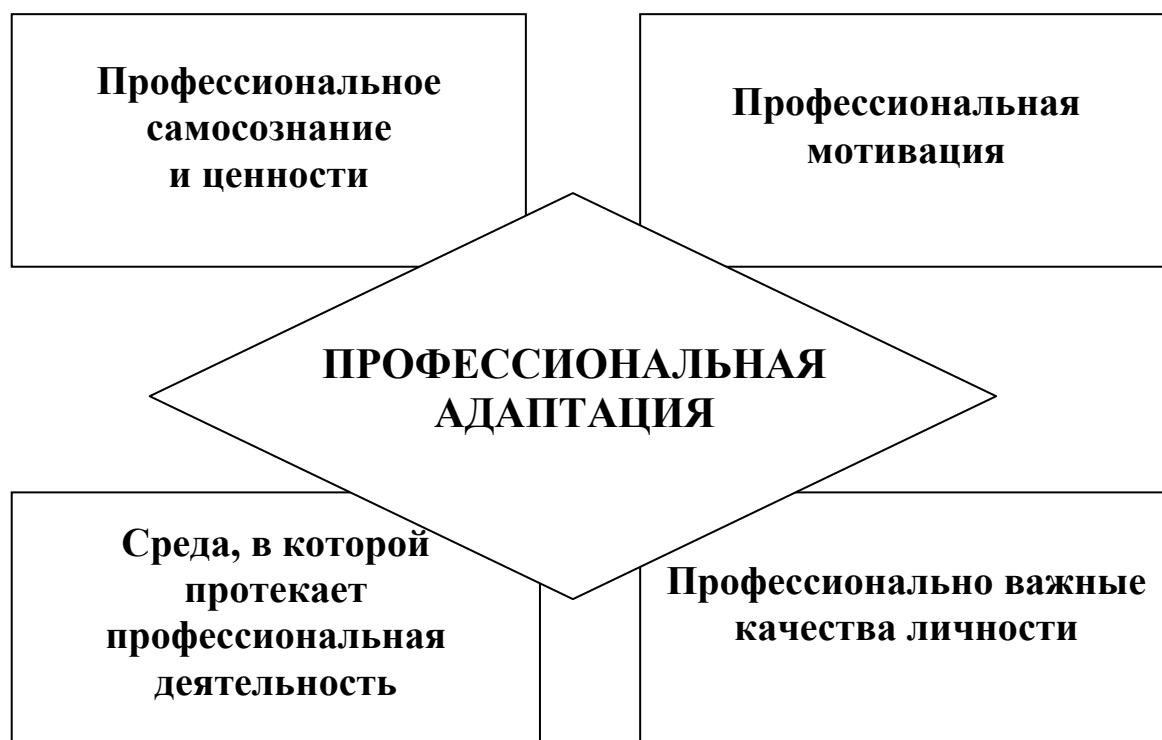 Профессиональное
самосознание
и ценности
Профессиональная
мотивация
ПРОФЕССИОНАЛЬНАЯ
АДАПТАЦИЯ
Среда, в которой
протекает
профессиональная
деятельность
Профессионально важные
качества личности